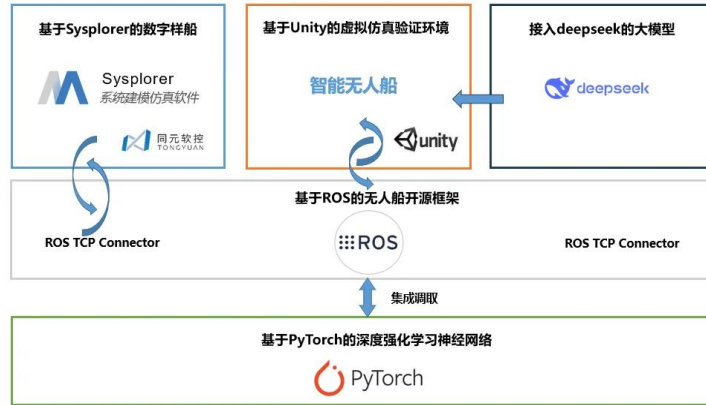 基于Sysplorer的数字样船
基于Unity的虚拟仿真验证环境
接入deepseek的大模型
Sysplorer
系统建模仿真软件
同元软控
TONGYUAN
智能无人船
unity
deepseek
基于ROS的无人船开源框架
ROS TCP Connector
ROS
ROS TCP Connector
集成调取
基于PyTorch的深度强化学习神经网络
PyTorch